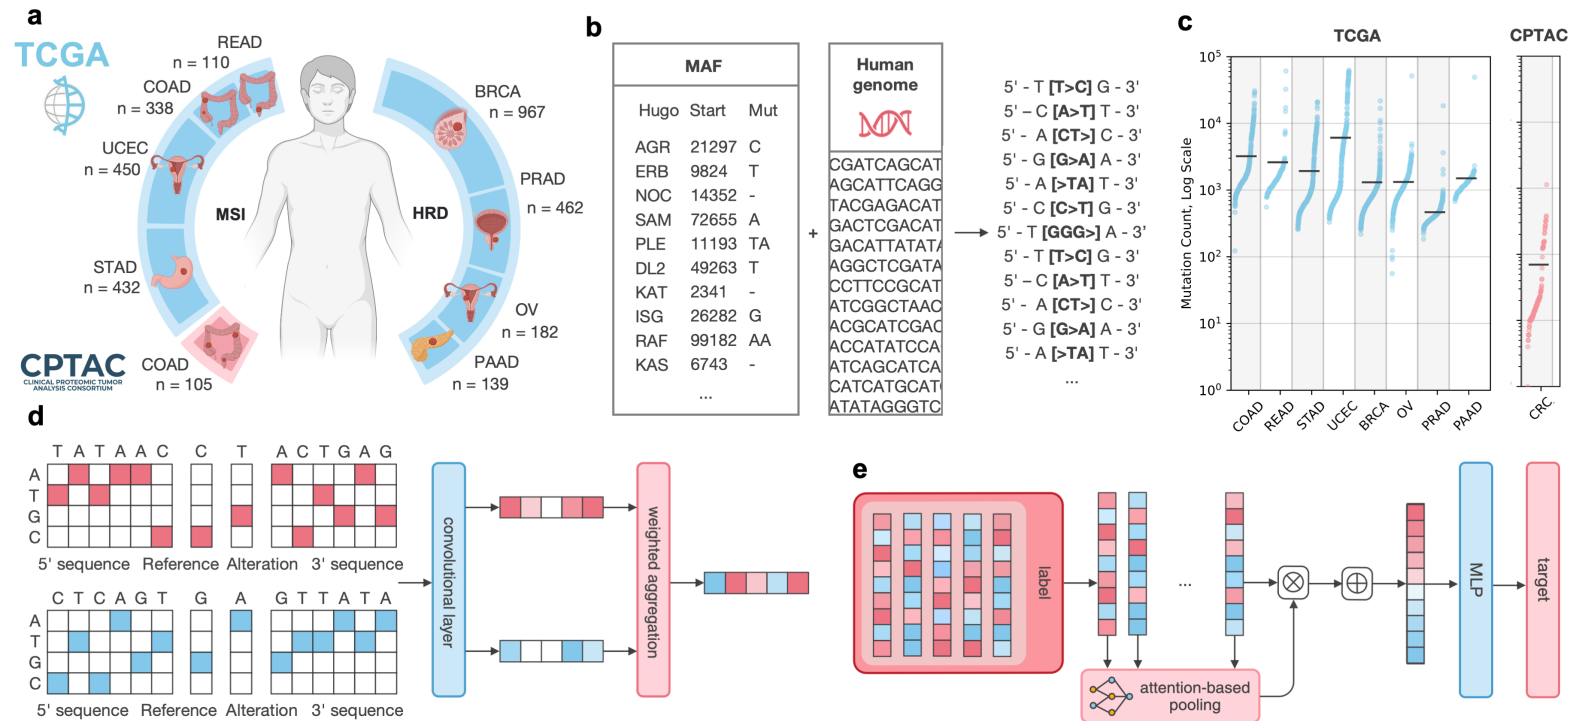 a
TCGA
READ
n = 110
COAD
n = 338
UCEC
n = 450
STAD
n = 432
COAD
n = 105
CPTAC
CLINICAL PROTEOMIC TUMOR
ANALYSIS CONSORTIUM
MSI
HRD
BRCA
n = 967
PRAD
n = 462
OV
n = 182
PAAD
n = 139
b
MAF
Hugo Start Mut
AGR 21297 C
ERB 9824 T
NOC 14352 -
SAM 72655 A
PLE 11193 TA
DL2 49263 T
KAT 2341 -
ISG 26282 G
RAF 99182 AA
KAS 6743 -
...
+
Human
genome
CGATCAGCAT
AGCATTCAGG
TACGAGACAT
GACTCGACAT
GACATTATATA
AGGCTCGATA
CCTTCCGCAT
ATCGGCTAAC
ACGCATCGAC
ACCATATCCA
ATCAGCATCA
CATCATGCATC
ATATAGGGTC
5' - T [T>C] G - 3'
5' – C [A>T] T - 3'
5' - A [CT>] C - 3'
5' - G [G>A] A - 3'
5' - A [>TA] T - 3'
5' - C [C>T] G - 3'
5' - T [GGG>] A - 3'
5' - T [T>C] G - 3'
5' – C [A>T] T - 3'
5' - A [CT>] C - 3'
5' - G [G>A] A - 3'
5' - A [>TA] T - 3'
...
c
TCGA
CPTAC
Mutation Count, Log Scale
10⁵
10⁴
10³
10²
10¹
10⁰
COAD
READ
STAD
UCEC
BRCA
OV
PRAD
PAAD
CRC
d
T A T A A C C T A C T G A G
A
T
G
C
5' sequence Reference Alteration 3' sequence
C T C A G T G A G T T A T A
A
T
G
C
5' sequence Reference Alteration 3' sequence
convolutional layer
weighted aggregation
e
label
...
attention-based
pooling
MLP
target